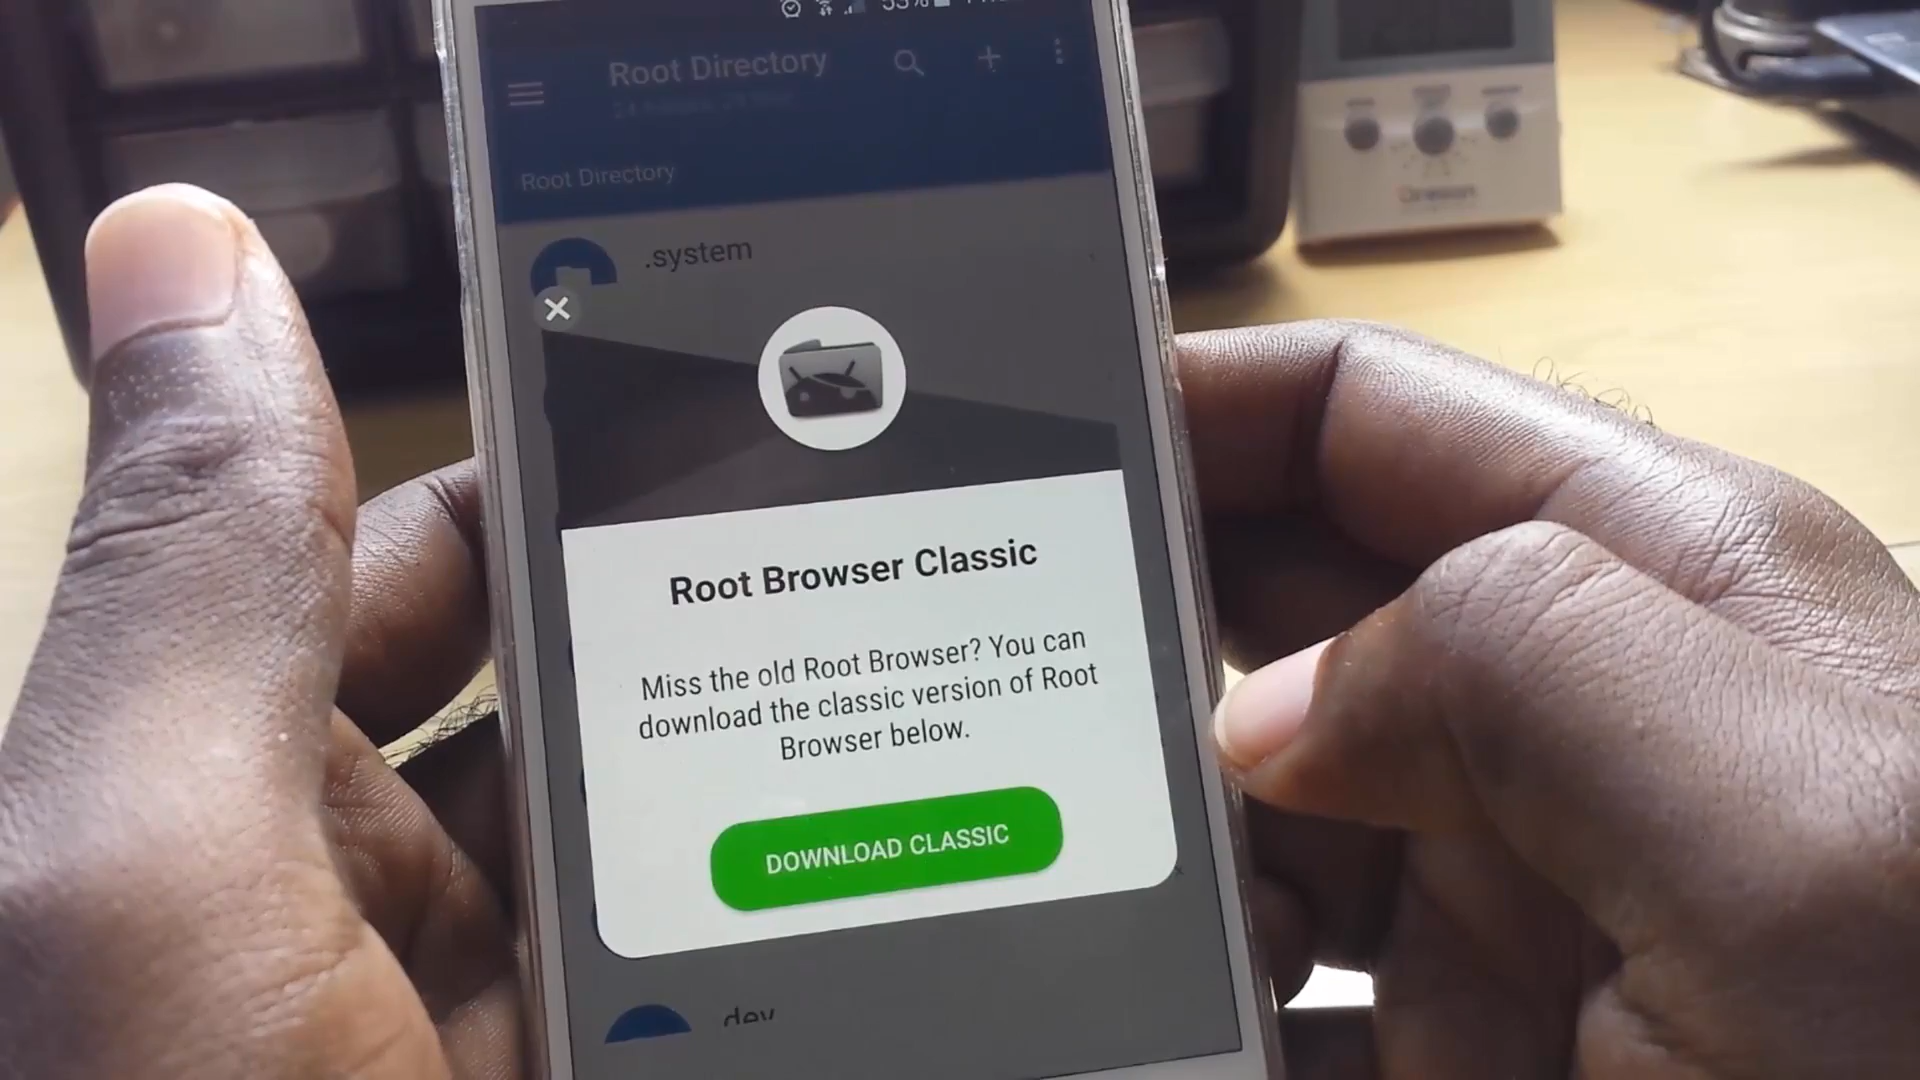 Root Directory
Root Directory
.system
Root Browser Classic
Miss the old Root Browser? You can
download the classic version of Root
Browser below.
DOWNLOAD CLASSIC
dev
Oregon